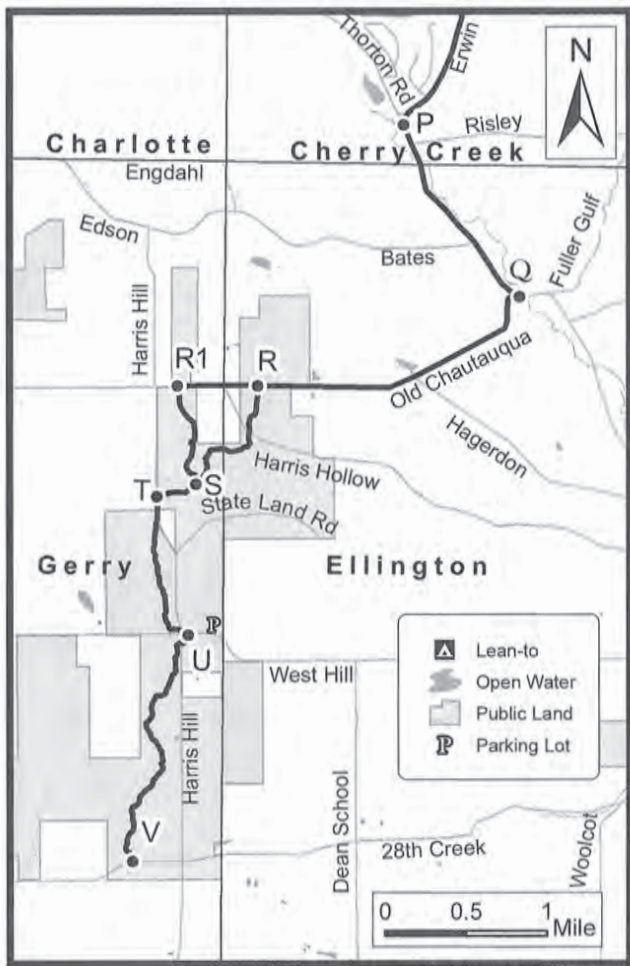 Thorton Rd
Erwin
N
P
Risley
Charlotte
Cherry Creek
Engdahl
Edson
Bates
Fuller Gulf
Q
Harris Hill
R1
R
Old Chautauqua
Hagerdon
Harris Hollow
S
T
State Land Rd
Gerry
Ellington
P
U
Lean-to
Open Water
Public Land
P Parking Lot
West Hill
Harris Hill
Dean School
V
28th Creek
Woolcot
0 0.5 1
Mile